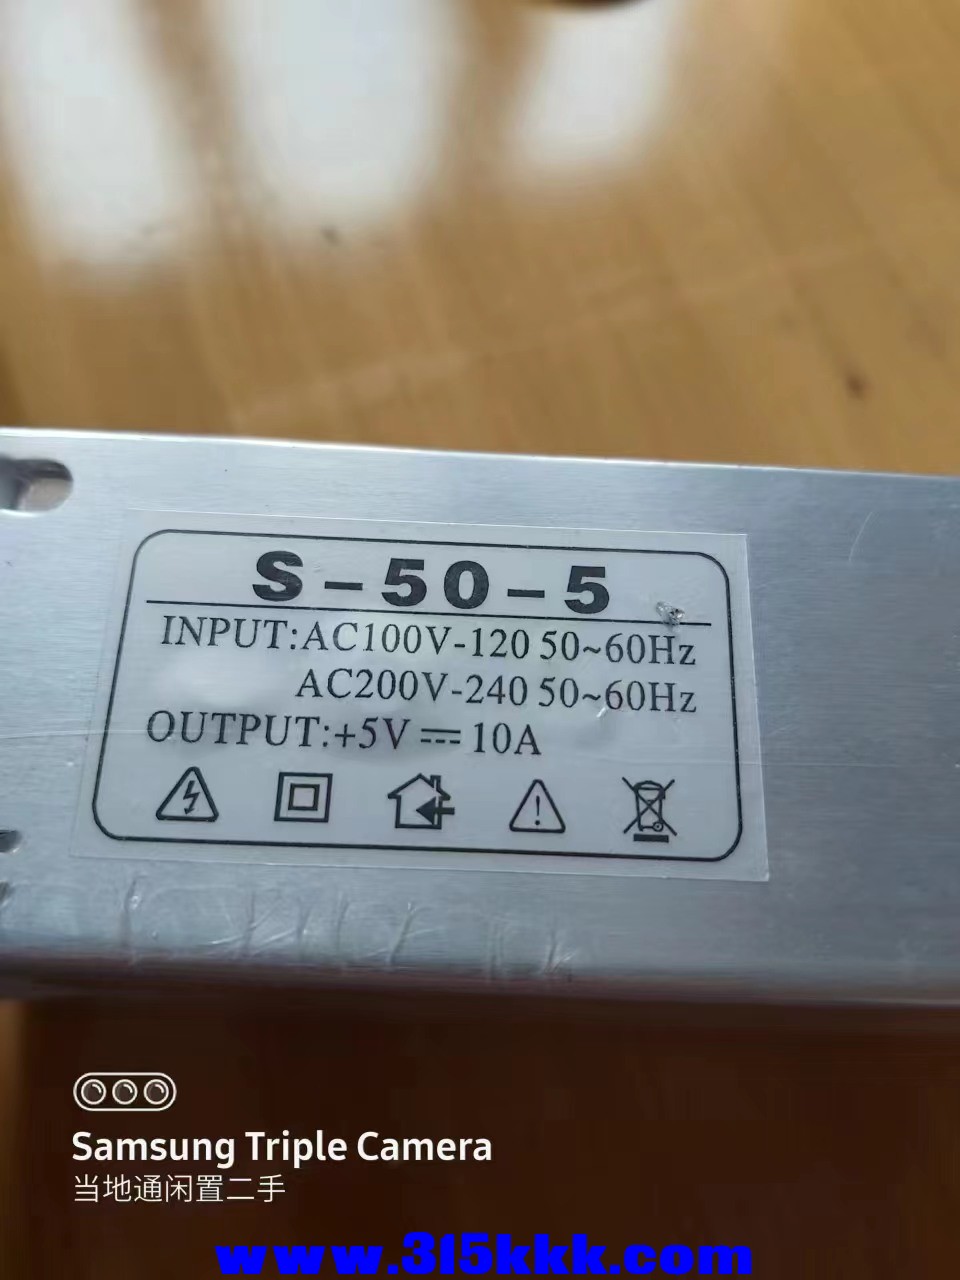 S-50-5
INPUT:AC100V-120 50~60Hz
AC200V-240 50~60Hz
OUTPUT:+5V⎓10A
Samsung Triple Camera
当地通闲置二手
www.315kkk.com